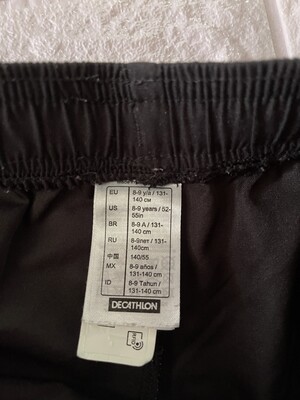 EU 8-9 y/a / 131-
140 см
US 8-9 years / 52-
55in
BR 8-9 A / 131-
140 cm
RU 8-9лет / 131-
140cm
中国 140/55
MX 8-9 años /
131-140 cm
ID 8-9 Tahun /
131-140 cm
DECATHLON